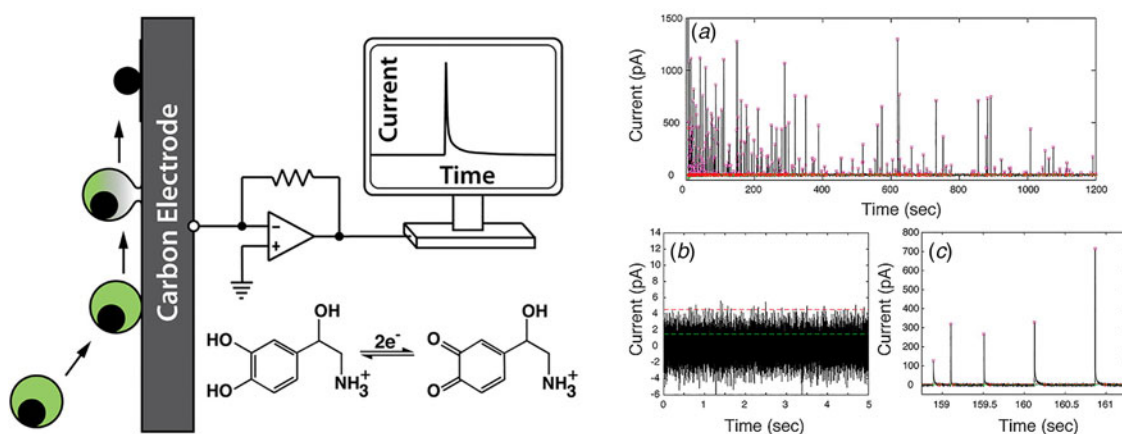 Carbon Electrode
Current
Time
−
+
OH
HO
HO
NH3
+
2e-
OH
O
O
NH3
+
(a)
Current (pA)
1500
1000
500
0
0 200 400 600 800 1000 1200
Time (sec)
(b)
Current (pA)
14
12
10
8
6
4
2
0
-2
-4
-6
0 1 2 3 4 5
Time (sec)
(c)
Current (pA)
800
700
600
500
400
300
200
100
0
159 159.5 160 160.5 161
Time (sec)